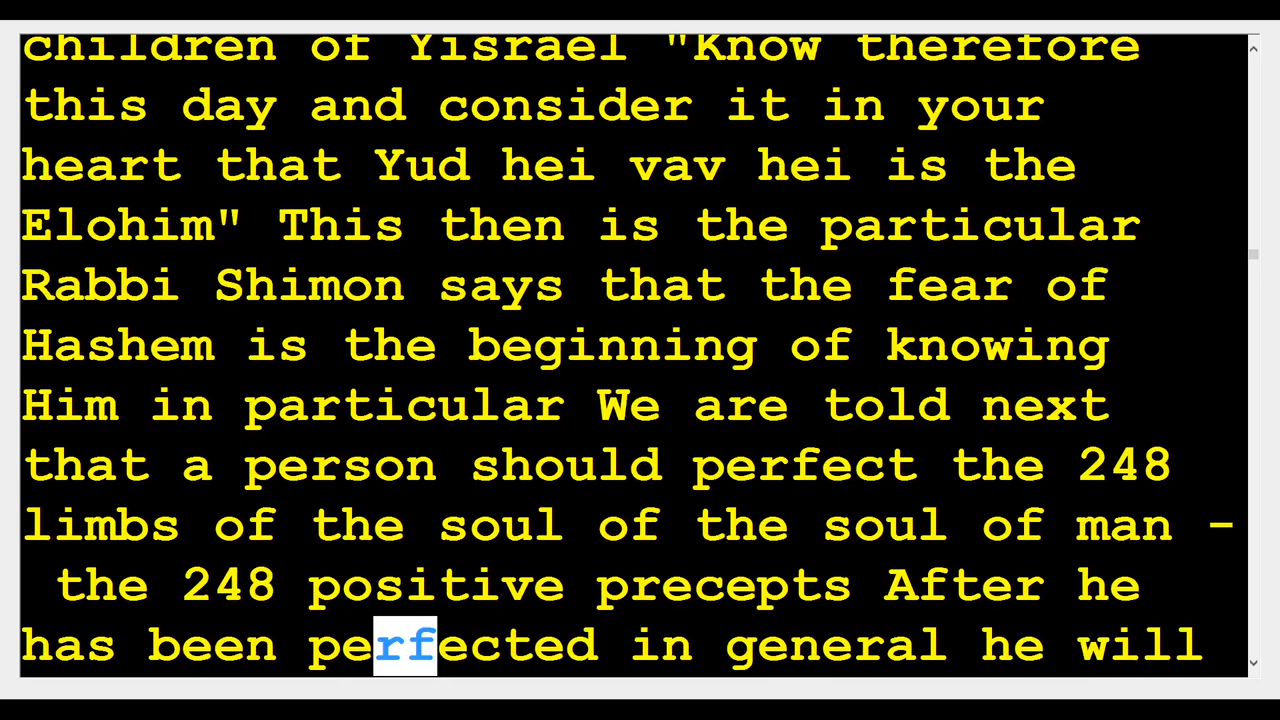 children of Yisrael "Know therefore
this day and consider it in your
heart that Yud hei vav hei is the
Elohim" This then is the particular
Rabbi Shimon says that the fear of
Hashem is the beginning of knowing
Him in particular We are told next
that a person should perfect the 248
limbs of the soul of the soul of man -
the 248 positive precepts After he
has been perfected in general he will